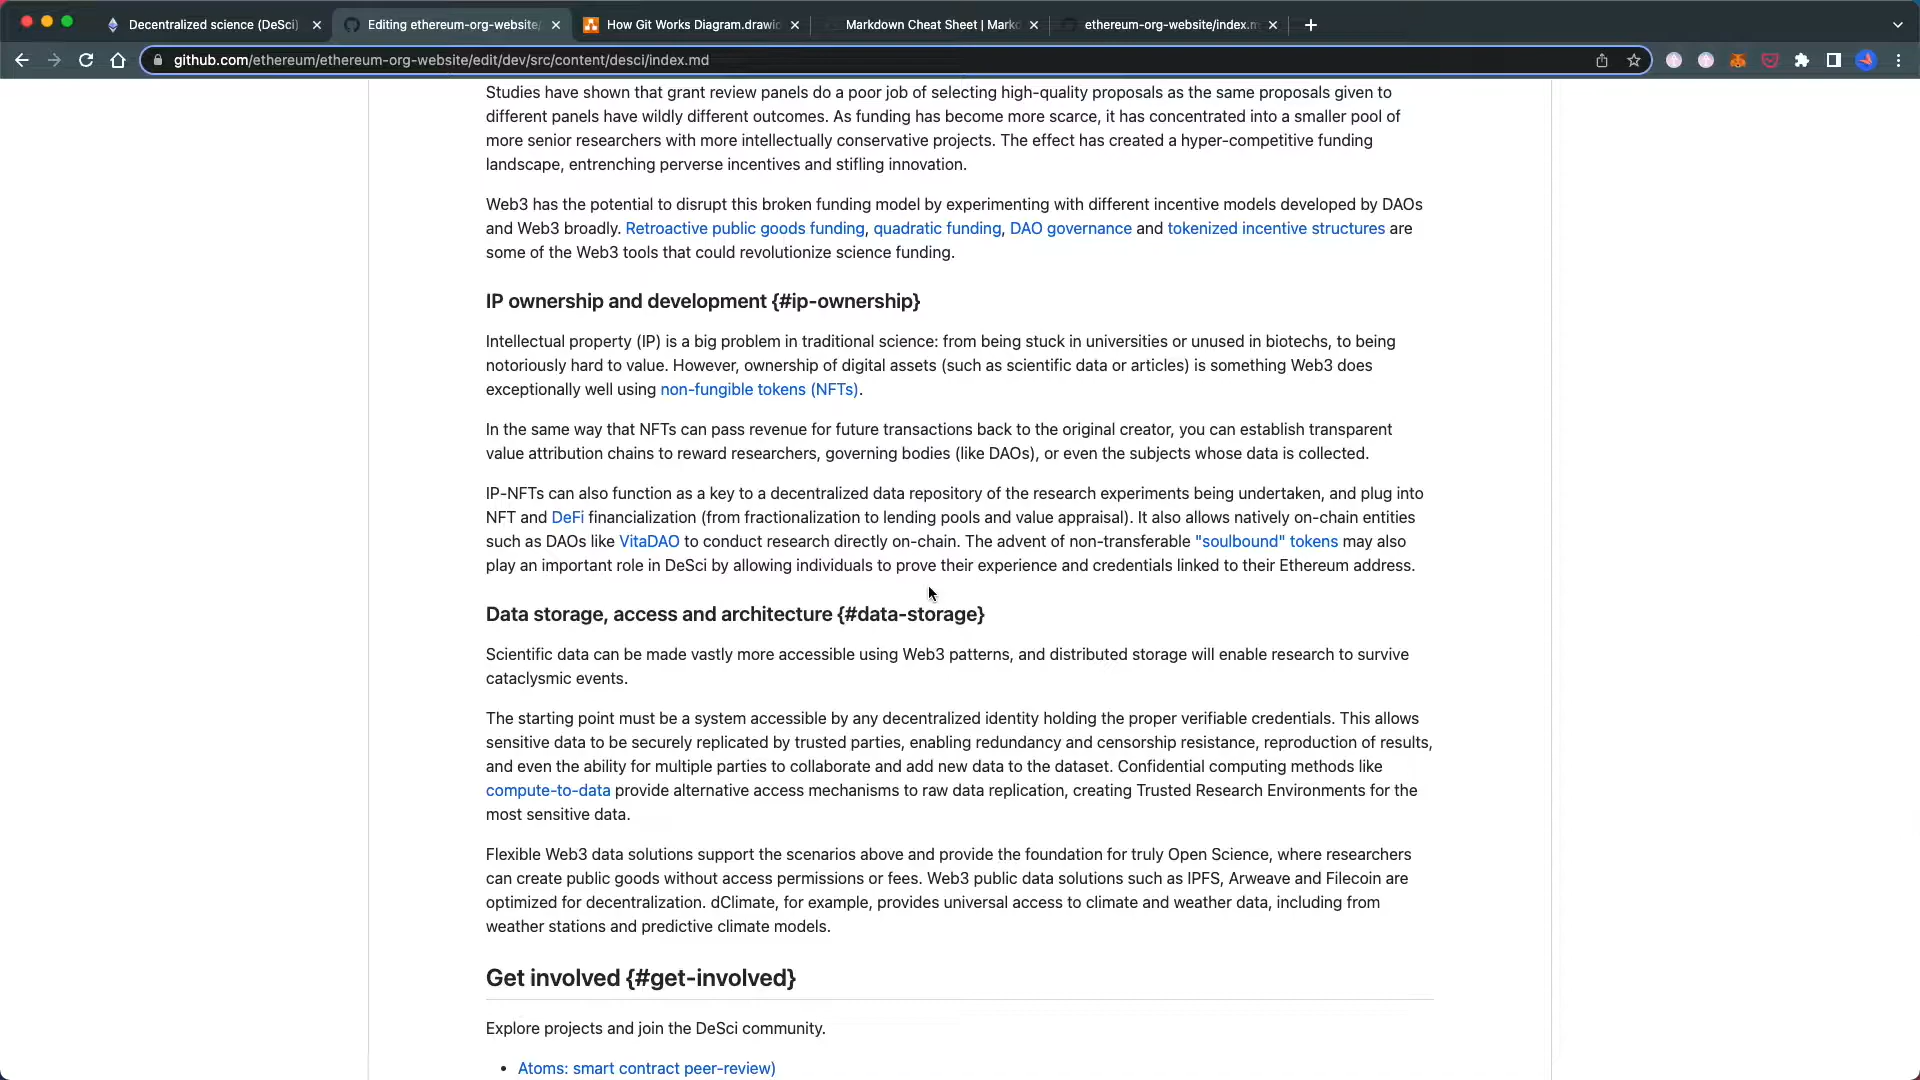 Decentralized science (DeSci)
Editing ethereum-org-website/
How Git Works Diagram.drawio
Markdown Cheat Sheet | Markd
ethereum-org-website/index.m
github.com/ethereum/ethereum-org-website/edit/dev/src/content/desci/index.md
Studies have shown that grant review panels do a poor job of selecting high-quality proposals as the same proposals given to
different panels have wildly different outcomes. As funding has become more scarce, it has concentrated into a smaller pool of
more senior researchers with more intellectually conservative projects. The effect has created a hyper-competitive funding
landscape, entrenching perverse incentives and stifling innovation.
Web3 has the potential to disrupt this broken funding model by experimenting with different incentive models developed by DAOs
and Web3 broadly. Retroactive public goods funding, quadratic funding, DAO governance and tokenized incentive structures are
some of the Web3 tools that could revolutionize science funding.
IP ownership and development {#ip-ownership}
Intellectual property (IP) is a big problem in traditional science: from being stuck in universities or unused in biotechs, to being
notoriously hard to value. However, ownership of digital assets (such as scientific data or articles) is something Web3 does
exceptionally well using non-fungible tokens (NFTs).
In the same way that NFTs can pass revenue for future transactions back to the original creator, you can establish transparent
value attribution chains to reward researchers, governing bodies (like DAOs), or even the subjects whose data is collected.
IP-NFTs can also function as a key to a decentralized data repository of the research experiments being undertaken, and plug into
NFT and DeFi financialization (from fractionalization to lending pools and value appraisal). It also allows natively on-chain entities
such as DAOs like VitaDAO to conduct research directly on-chain. The advent of non-transferable "soulbound" tokens may also
play an important role in DeSci by allowing individuals to prove their experience and credentials linked to their Ethereum address.
Data storage, access and architecture {#data-storage}
Scientific data can be made vastly more accessible using Web3 patterns, and distributed storage will enable research to survive
cataclysmic events.
The starting point must be a system accessible by any decentralized identity holding the proper verifiable credentials. This allows
sensitive data to be securely replicated by trusted parties, enabling redundancy and censorship resistance, reproduction of results,
and even the ability for multiple parties to collaborate and add new data to the dataset. Confidential computing methods like
compute-to-data provide alternative access mechanisms to raw data replication, creating Trusted Research Environments for the
most sensitive data.
Flexible Web3 data solutions support the scenarios above and provide the foundation for truly Open Science, where researchers
can create public goods without access permissions or fees. Web3 public data solutions such as IPFS, Arweave and Filecoin are
optimized for decentralization. dClimate, for example, provides universal access to climate and weather data, including from
weather stations and predictive climate models.
Get involved {#get-involved}
Explore projects and join the DeSci community.
• Atoms: smart contract peer-review)